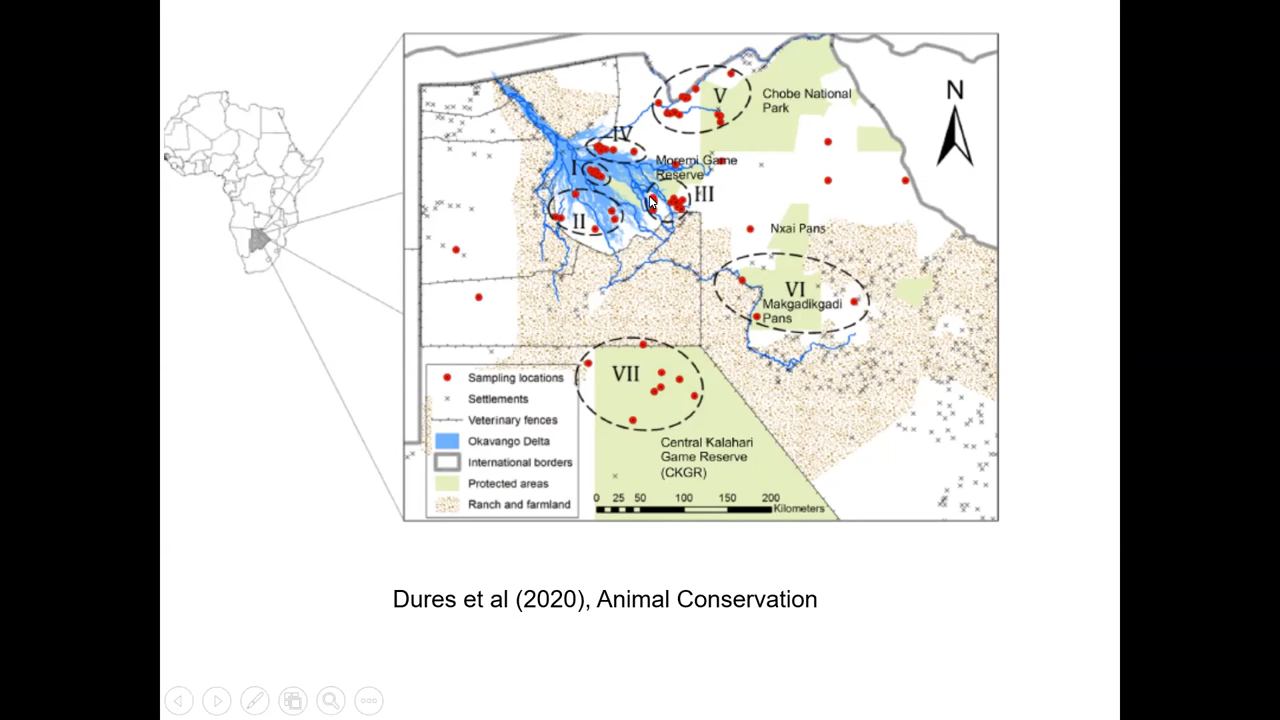 N
V
Chobe National
Park
IV
Moremi Game
Reserve
I
III
II
Nxai Pans
VI
Makgadikgadi
Pans
VII
Sampling locations
Settlements
Veterinary fences
Okavango Delta
International borders
Protected areas
Ranch and farmland
Central Kalahari
Game Reserve
(CKGR)
0 25 50 100 150 200
Kilometers
Dures et al (2020), Animal Conservation